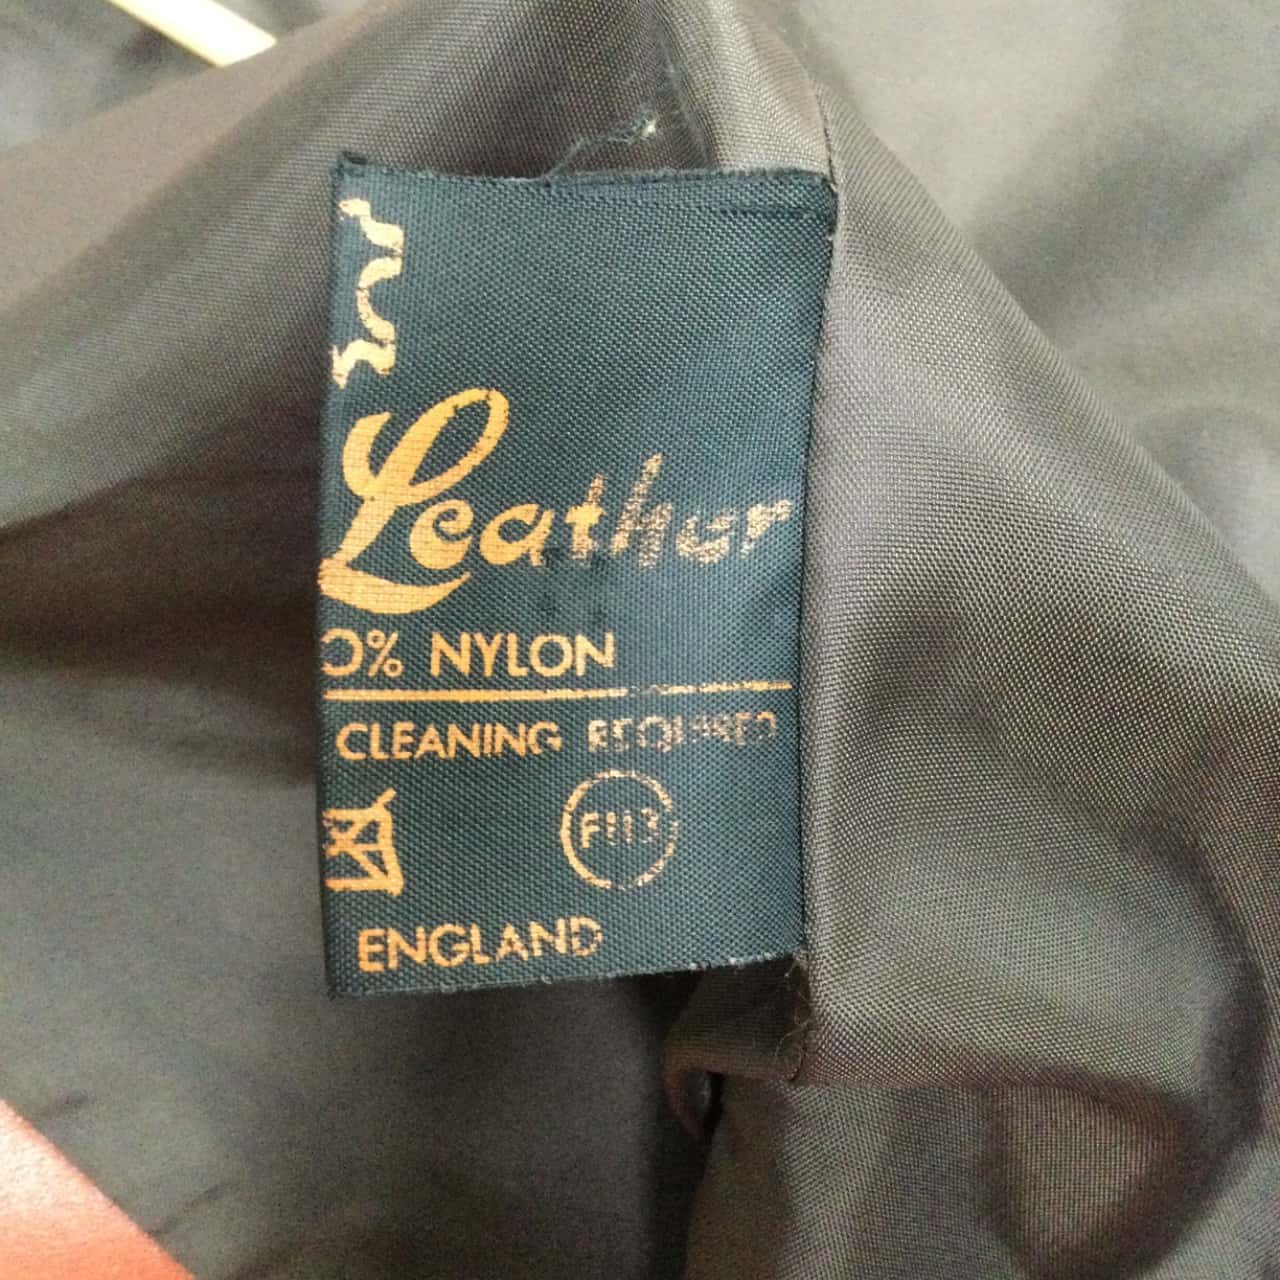 Leather
0% NYLON
CLEANING REQUIRED
F113
ENGLAND